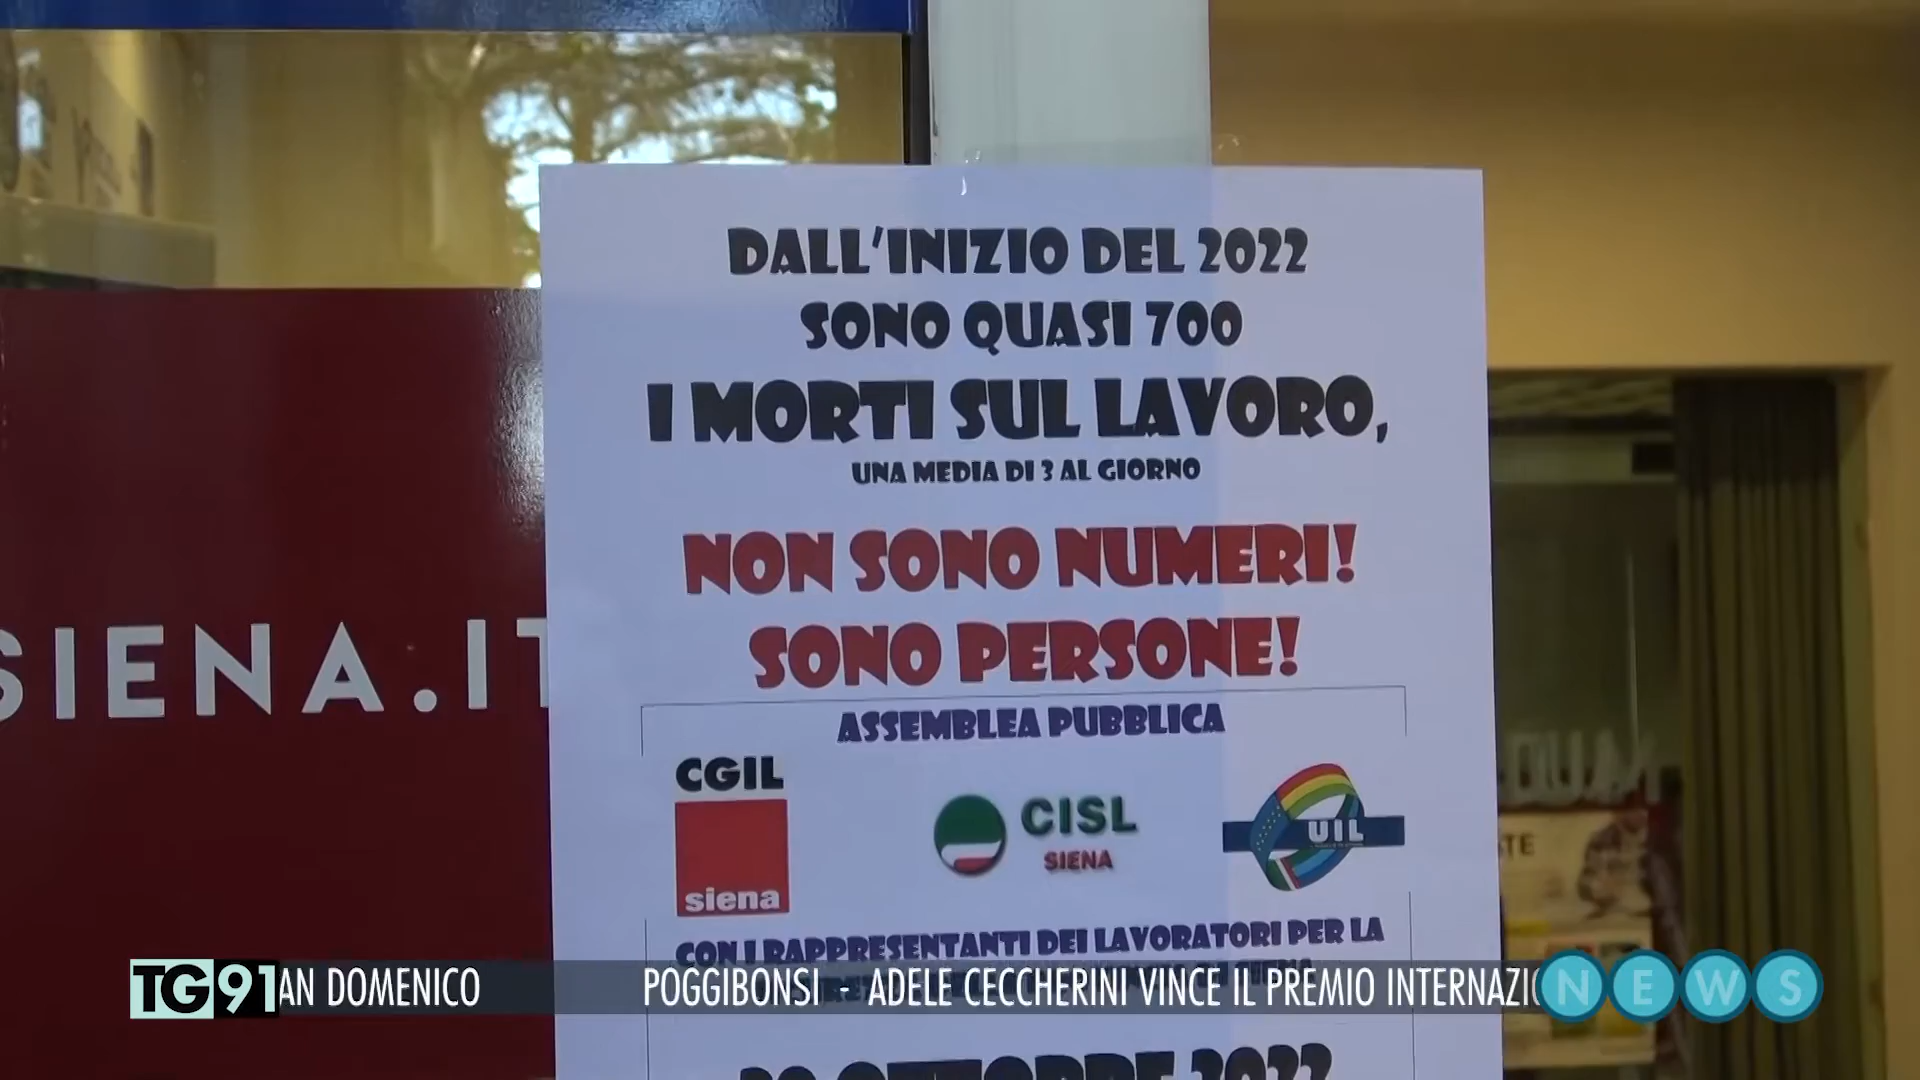 DALL'INIZIO DEL 2022
SONO QUASI 700
I MORTI SUL LAVORO,
UNA MEDIA DI 3 AL GIORNO
NON SONO NUMERI!
SONO PERSONE!
SIENA.IT
ASSEMBLEA PUBBLICA
CGIL
siena
CISL
SIENA
UIL
CON I RAPPRESENTANTI DEI LAVORATORI PER LA
TG91 AN DOMENICO POGGIBONSI - ADELE CECCHERINI VINCE IL PREMIO INTERNAZIO NEWS
OTTOBRE 2022